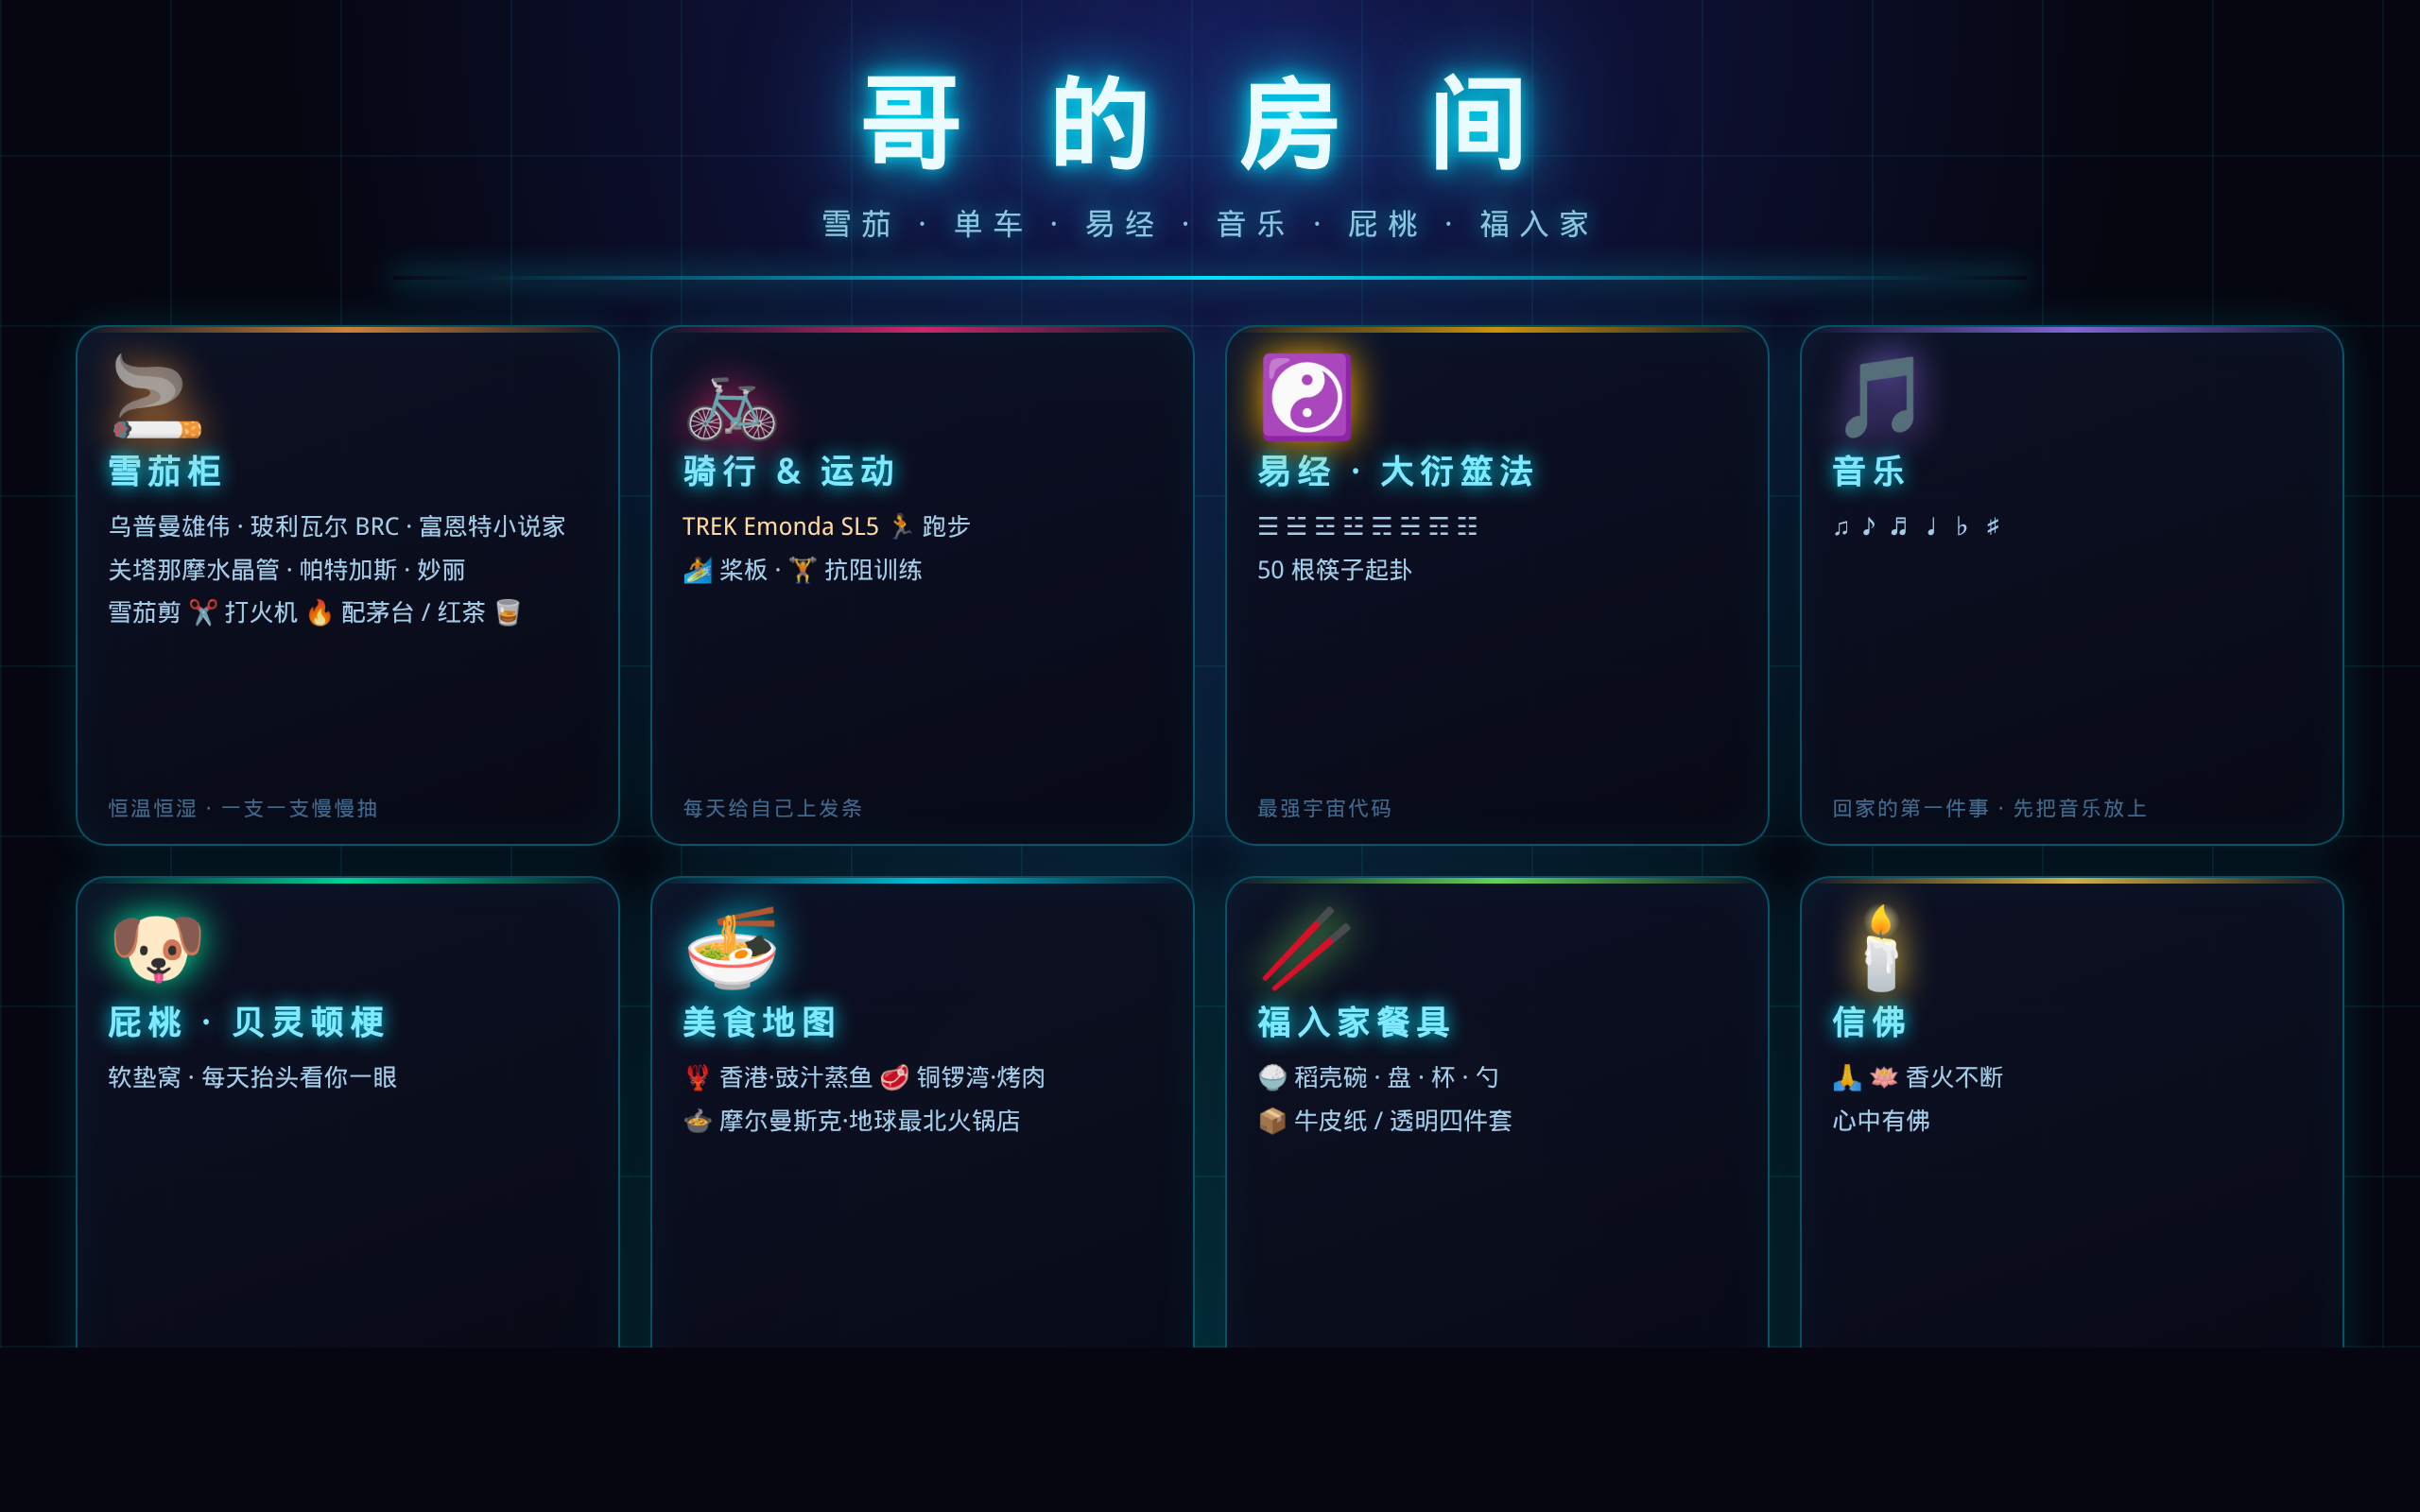 哥的房间
雪茄 · 单车 · 易经 · 音乐 · 屁桃 · 福入家
雪茄柜
乌普曼雄伟 · 玻利瓦尔 BRC · 富恩特小说家
关塔那摩水晶管 · 帕特加斯 · 妙丽
雪茄剪 ✂️ 打火机 🔥 配茅台 / 红茶 🥃
恒温恒湿 · 一支一支慢慢抽
骑行 & 运动
TREK Emonda SL5 🏃 跑步
🏄 桨板 · 🏋️ 抗阻训练
每天给自己上发条
易经 · 大衍筮法
☰ ☱ ☲ ☳ ☴ ☵ ☶ ☷
50 根筷子起卦
最强宇宙代码
音乐
♫ ♪ ♬ ♩ ♭ ♯
回家的第一件事 · 先把音乐放上
屁桃 · 贝灵顿梗
软垫窝 · 每天抬头看你一眼
美食地图
🦞 香港·豉汁蒸鱼 🥩 铜锣湾·烤肉
🍲 摩尔曼斯克·地球最北火锅店
福入家餐具
🍚 稻壳碗 · 盘 · 杯 · 勺
📦 牛皮纸 / 透明四件套
信佛
🙏 🪷 香火不断
心中有佛